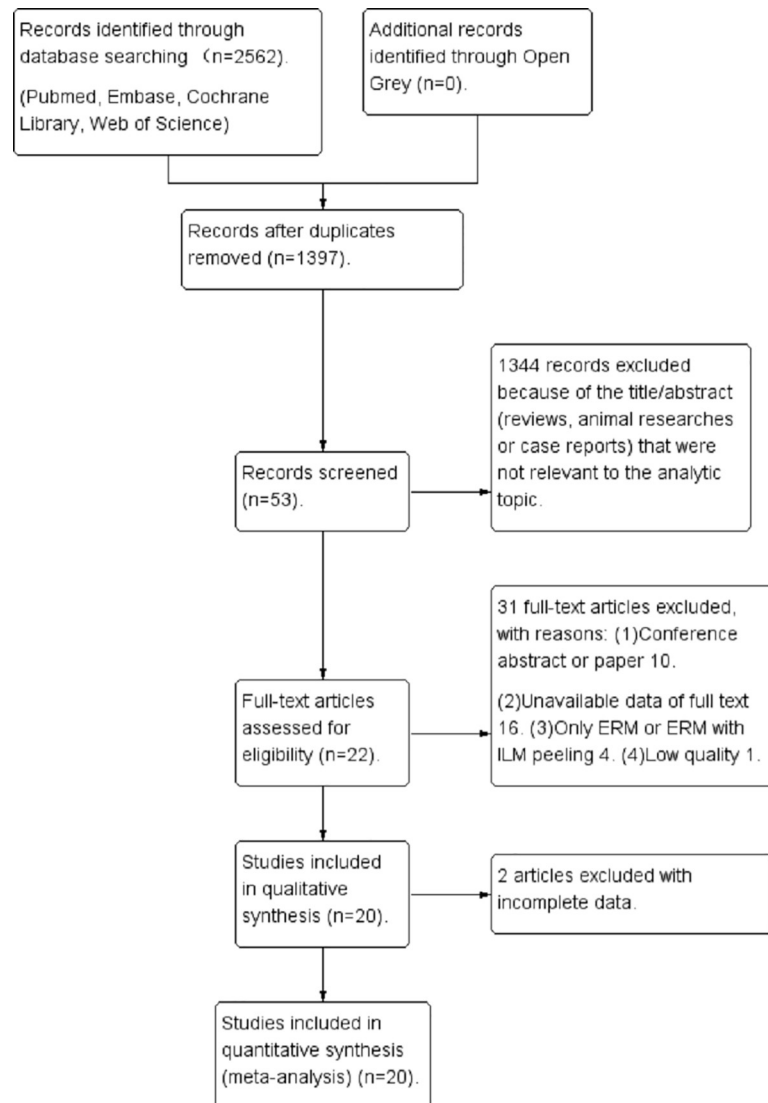 Records identified through
database searching （n=2562).
(Pubmed, Embase, Cochrane
Library, Web of Science)
Additional records
identified through Open
Grey (n=0).
Records after duplicates
removed (n=1397).
1344 records excluded
because of the title/abstract
(reviews, animal researches
or case reports) that were
not relevant to the analytic
topic.
Records screened
(n=53).
31 full-text articles excluded,
with reasons: (1)Conference
abstract or paper 10.
(2)Unavailable data of full text
16. (3)Only ERM or ERM with
ILM peeling 4. (4)Low quality 1.
Full-text articles
assessed for
eligibility (n=22).
Studies included
in qualitative
synthesis (n=20).
2 articles excluded with
incomplete data.
Studies included in
quantitative synthesis
(meta-analysis) (n=20).